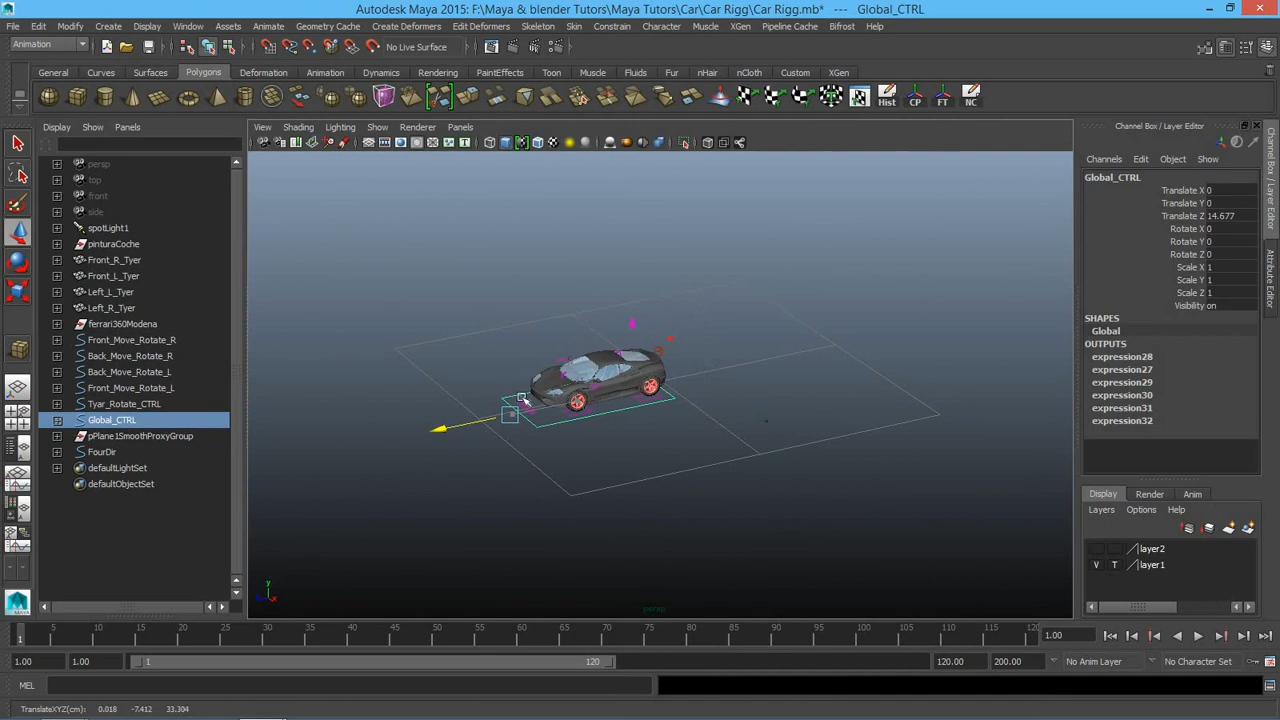 Autodesk Maya 2015: F:\Maya & blender Tutors\Maya Tutors\Car\Car Rigg\Car Rigg.mb* --- Global_CTRL
File Edit Modify Create Display Window Assets Animate Geometry Cache Create Deformers Edit Deformers Skeleton Skin Constrain Character Muscle Pipeline Cache Bifrost Help
Animation No Live Surface
General Curves Surfaces Polygons Deformation Animation Dynamics Rendering PaintEffects Toon Muscle Fluids Fur nHair nCloth Custom XGen
Hist CP FT NC
Display Show Panels
View Shading Lighting Show Renderer Panels
Channel Box / Layer Editor
Channels Edit Object Show
persp
top
front
side
spotLight1
pinturaCoche
Front_R_Tyer
Front_L_Tyer
Left_L_Tyer
Left_R_Tyer
ferrari360Modena
Front_Move_Rotate_R
Back_Move_Rotate_R
Back_Move_Rotate_L
Front_Move_Rotate_L
Tyar_Rotate_CTRL
Global_CTRL
pPlane1SmoothProxyGroup
FourDir
defaultLightSet
defaultObjectSet
Global_CTRL
Translate X 0
Translate Y 0
Translate Z 14.677
Rotate X 0
Rotate Y 0
Rotate Z 0
Scale X 1
Scale Y 1
Scale Z 1
Visibility on
SHAPES
Global
OUTPUTS
expression28
expression27
expression29
expression30
expression31
expression32
Channel Box / Layer Editor
Attribute Editor
Display Render Anim
Layers Options Help
layer2
V T layer1
y
z x
persp
MAYA
5 10 15 20 25 30 35 40 45 50 55 60 65 70 75 80 85 90 95 100 105 110 115 120
1 1.00
1.00 1.00 1 120 120.00 200.00 No Anim Layer No Character Set
MEL
TranslateXYZ(cm): 0.018 -7.412 33.304